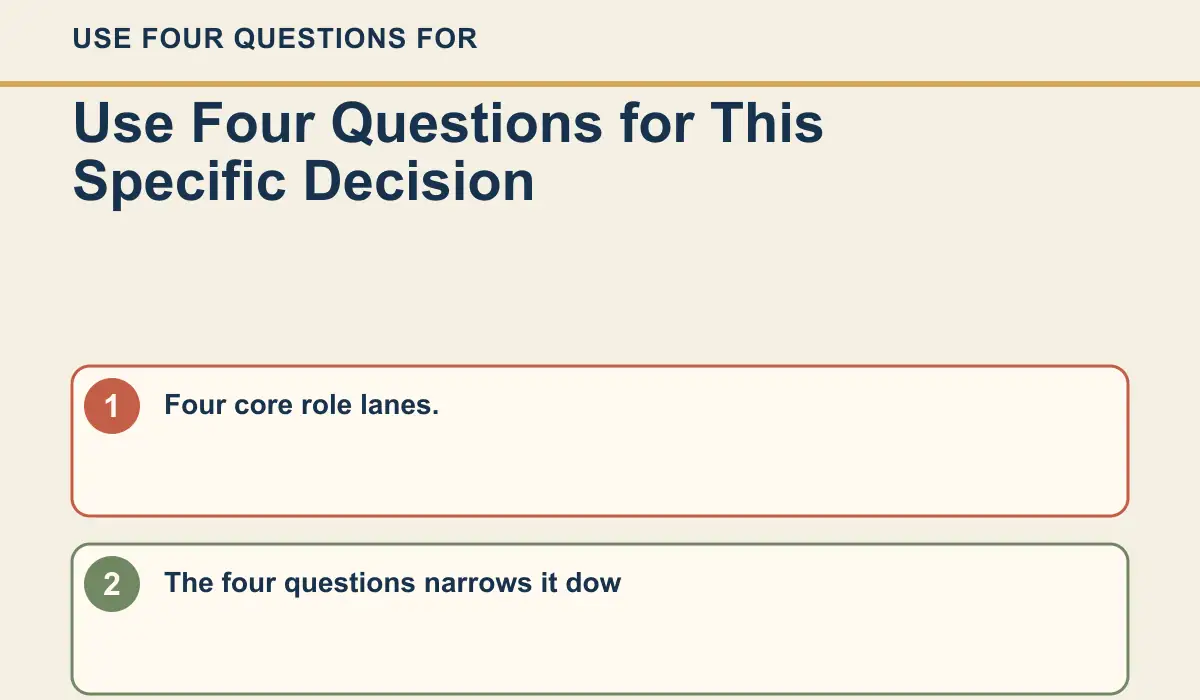 USE FOUR QUESTIONS FOR
Use Four Questions for This
Specific Decision
1
Four core role lanes.
2
The four questions narrows it dow